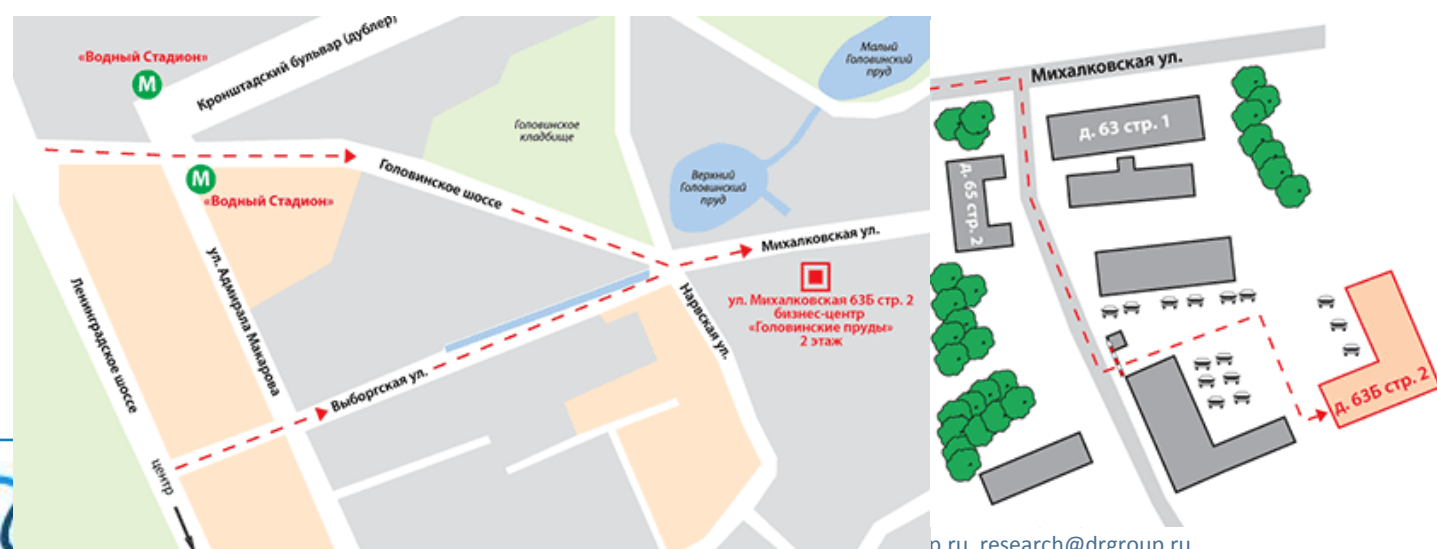 «Водный Стадион»
М
Кронштадский бульвар (дублер)
Малый
Головинский
пруд
Головинское
кладбище
Головинское шоссе
М
«Водный Стадион»
Верхний
Головинский
пруд
Михалковская ул.
ул. Михалковская 63Б стр. 2
бизнес-центр
«Головинские пруды»
2 этаж
Ленинградское шоссе
ул. Адмирала Макарова
Нарвская ул.
Выборгская ул.
центр
Михалковская ул.
д. 63 стр. 1
д. 65 стр. 2
д. 63Б стр. 2
research@drgroup.ru